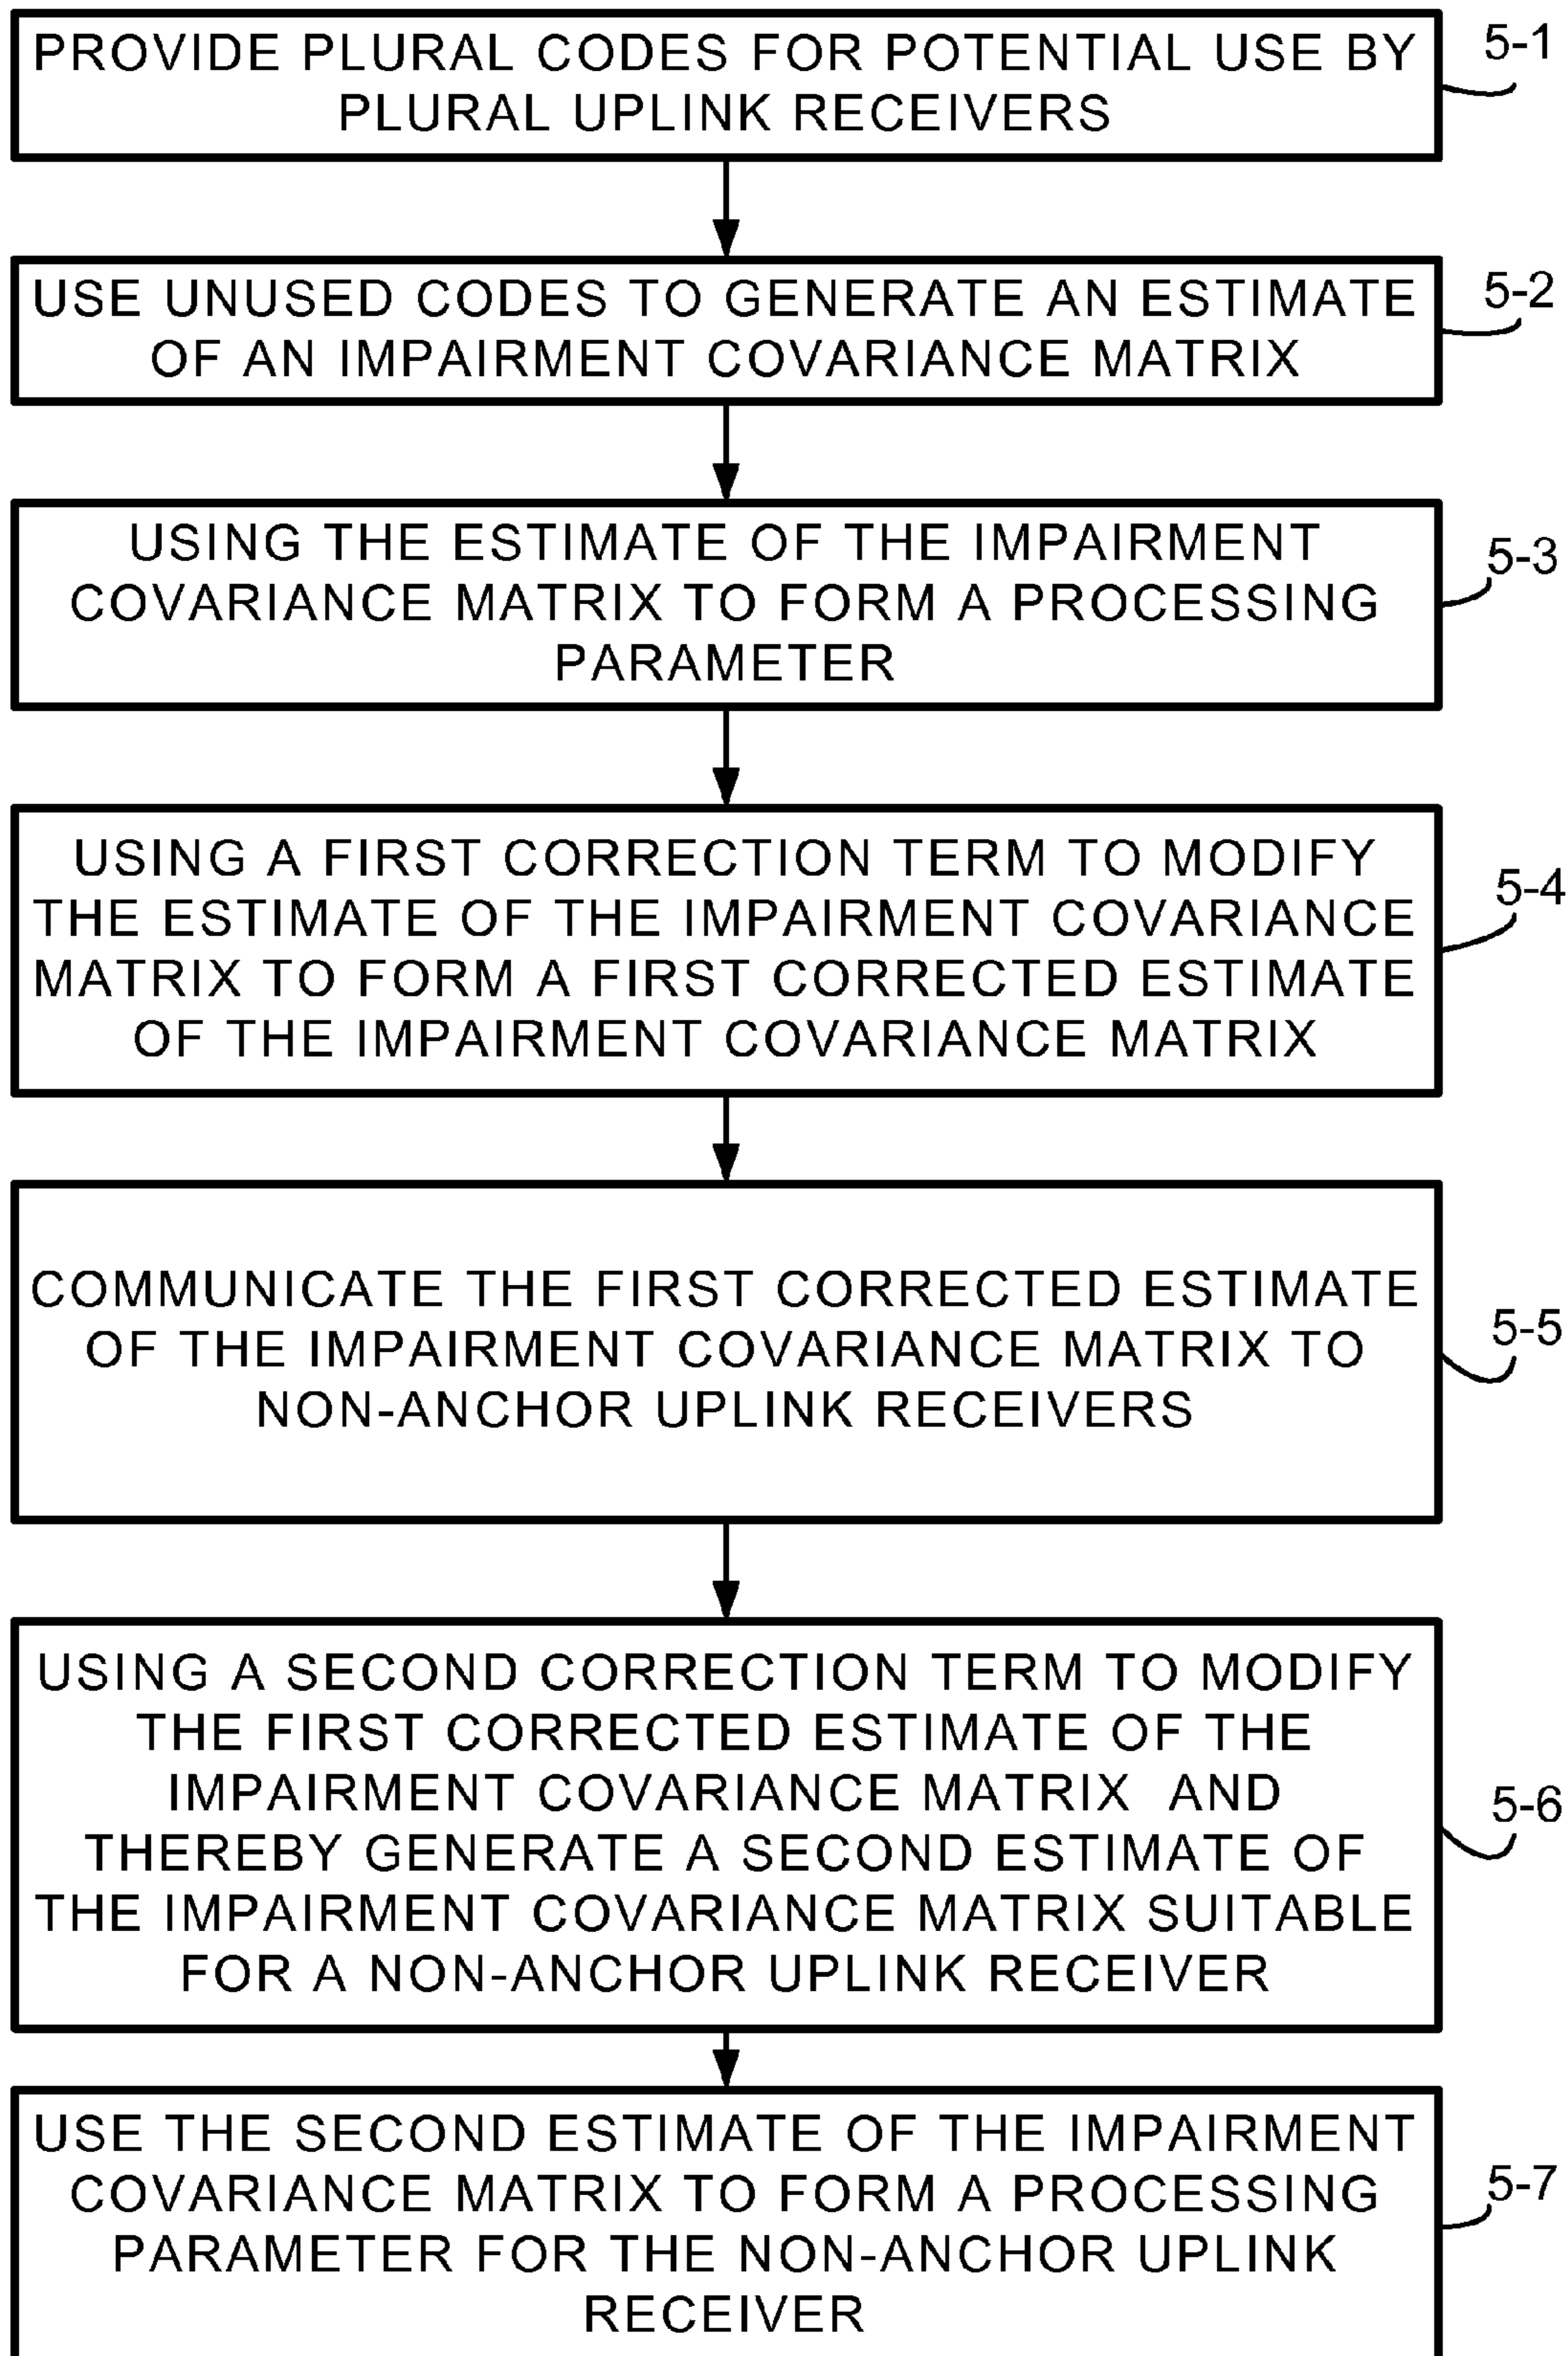 PROVIDE PLURAL CODES FOR POTENTIAL USE BY
PLURAL UPLINK RECEIVERS
5-1
USE UNUSED CODES TO GENERATE AN ESTIMATE
OF AN IMPAIRMENT COVARIANCE MATRIX
5-2
USING THE ESTIMATE OF THE IMPAIRMENT
COVARIANCE MATRIX TO FORM A PROCESSING
PARAMETER
5-3
USING A FIRST CORRECTION TERM TO MODIFY
THE ESTIMATE OF THE IMPAIRMENT COVARIANCE
MATRIX TO FORM A FIRST CORRECTED ESTIMATE
OF THE IMPAIRMENT COVARIANCE MATRIX
5-4
COMMUNICATE THE FIRST CORRECTED ESTIMATE
OF THE IMPAIRMENT COVARIANCE MATRIX TO
NON-ANCHOR UPLINK RECEIVERS
5-5
USING A SECOND CORRECTION TERM TO MODIFY
THE FIRST CORRECTED ESTIMATE OF THE
IMPAIRMENT COVARIANCE MATRIX AND
THEREBY GENERATE A SECOND ESTIMATE OF
THE IMPAIRMENT COVARIANCE MATRIX SUITABLE
FOR A NON-ANCHOR UPLINK RECEIVER
5-6
USE THE SECOND ESTIMATE OF THE IMPAIRMENT
COVARIANCE MATRIX TO FORM A PROCESSING
PARAMETER FOR THE NON-ANCHOR UPLINK
RECEIVER
5-7